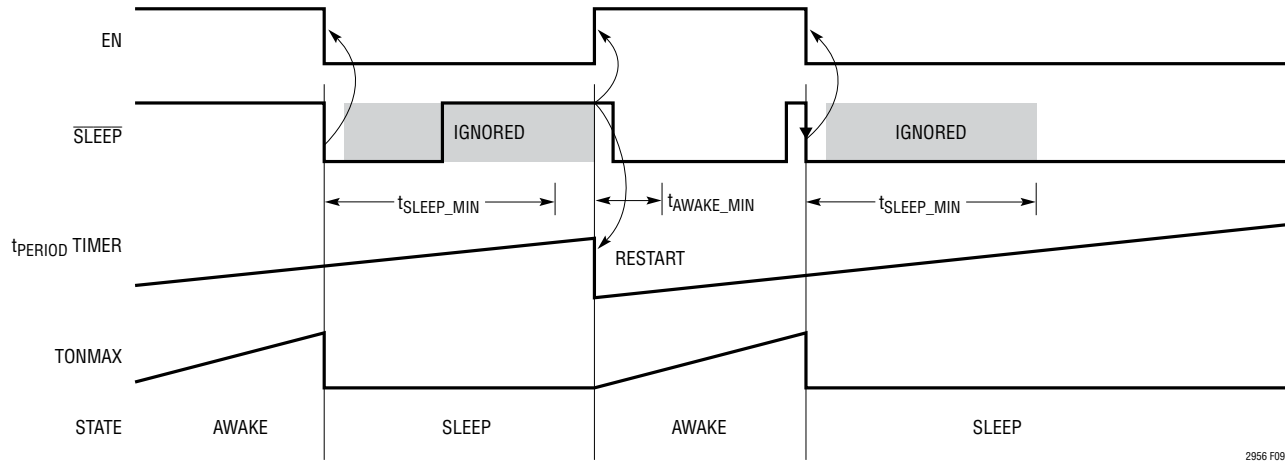 EN
SLEEP
IGNORED
IGNORED
tSLEEP_MIN
tAWAKE_MIN
tSLEEP_MIN
tPERIOD TIMER
RESTART
TONMAX
STATE
AWAKE
SLEEP
AWAKE
SLEEP
2956 F09